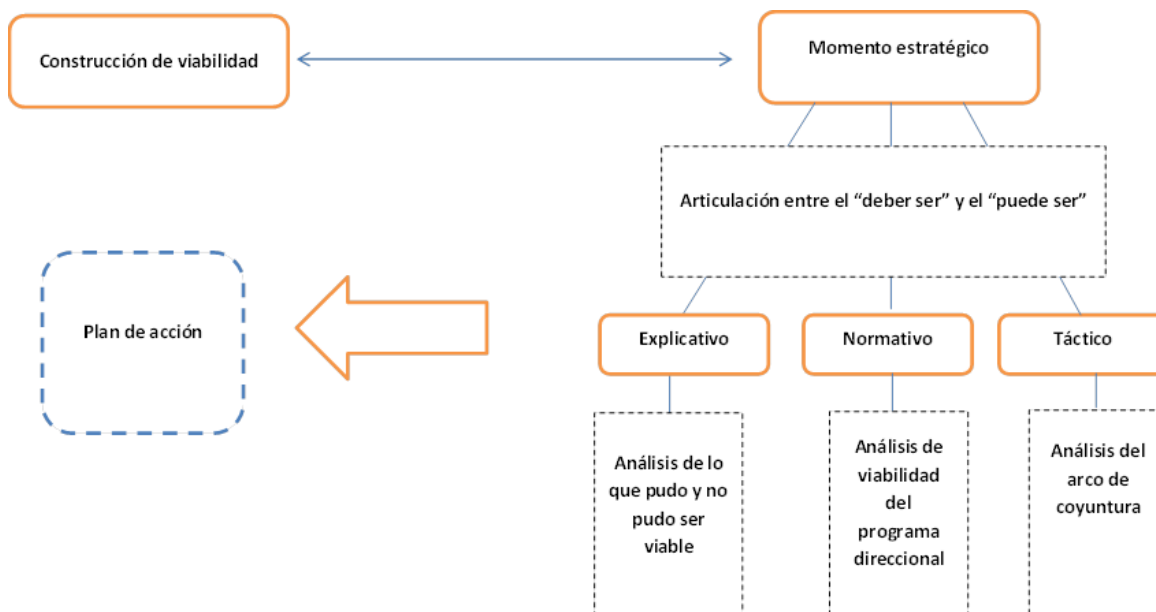 Construcción de viabilidad
Momento estratégico
Articulación entre el “deber ser” y el “puede ser”
Plan de acción
Explicativo
Normativo
Táctico
Análisis de lo
que pudo y no
pudo ser
viable
Análisis de
viabilidad
del
programa
direccional
Análisis del
arco de
coyuntura